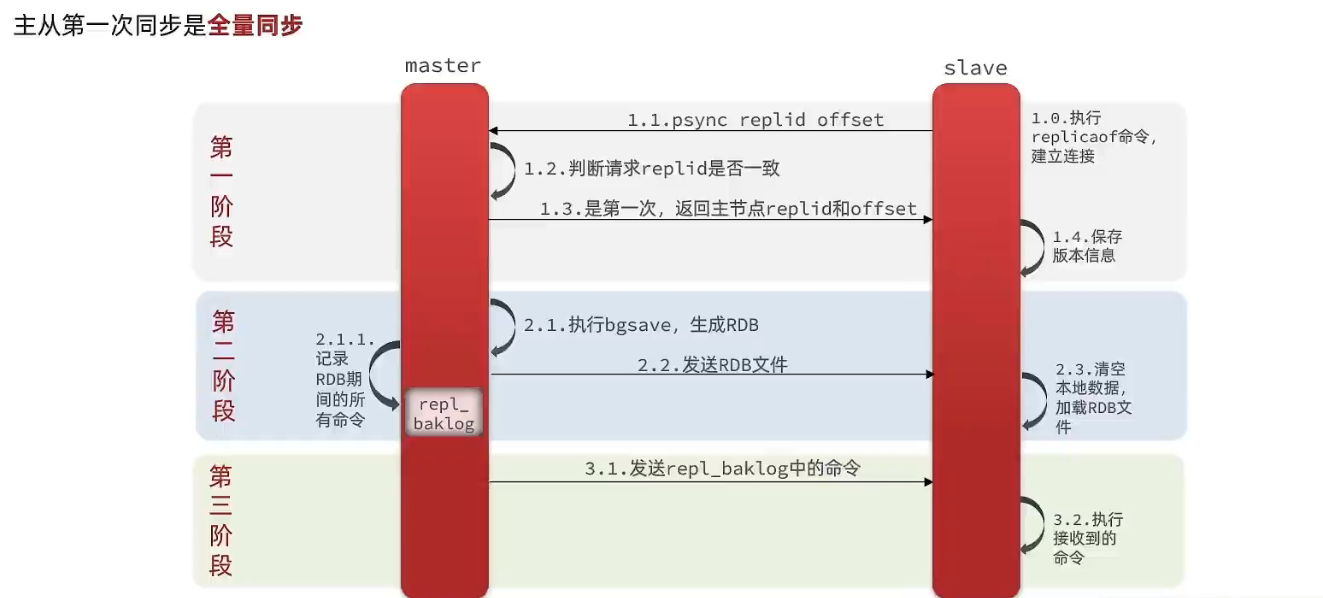 主从第一次同步是全量同步
master
slave
第
一
阶
段
1.0.执行
replicaof命令，
建立连接
1.1.psync replid offset
1.2.判断请求replid是否一致
1.3.是第一次，返回主节点replid和offset
1.4.保存
版本信息
第
二
阶
段
2.1.执行bgsave，生成RDB
2.1.1.
记录
RDB期
间的所
有命令
repl_
baklog
2.2.发送RDB文件
2.3.清空
本地数据，
加载RDB文
件
第
三
阶
段
3.1.发送repl_baklog中的命令
3.2.执行
接收到的
命令